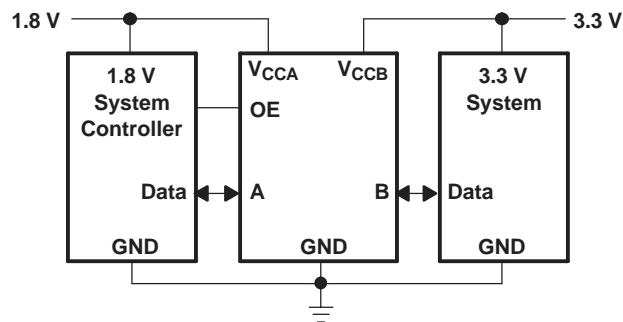 1.8 V
3.3 V
1.8 V
System
Controller
VCCA
VCCB
OE
3.3 V
System
Data
A
B
Data
GND
GND
GND